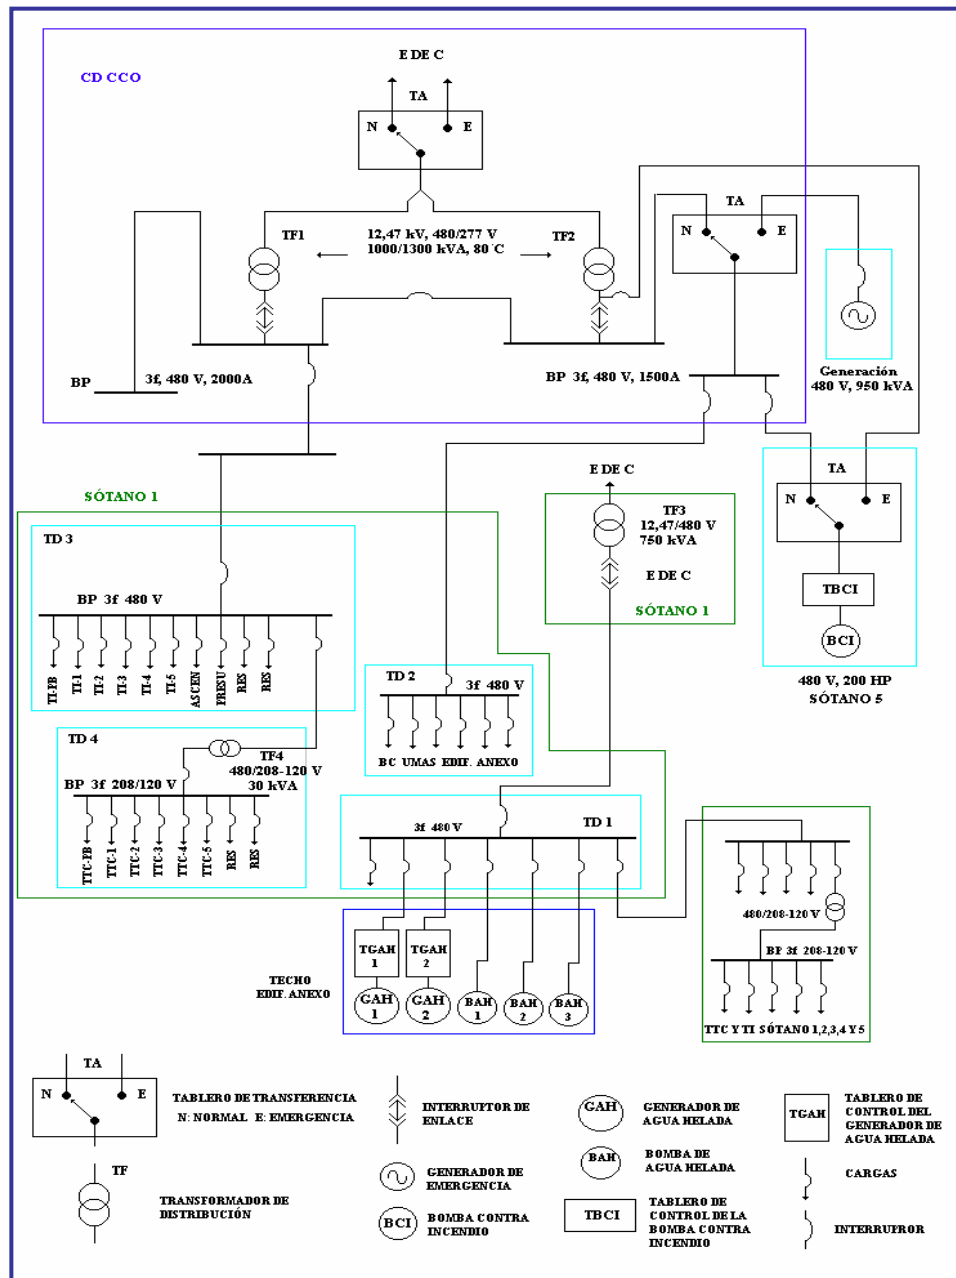 E DE C
CD CCO
TA
N
E
TF1
12,47 kV, 480/277 V
1000/1300 kVA, 80°C
TF2
TA
N
E
BP
3f, 480 V, 2000A
BP 3f, 480 V, 1500A
Generación
480 V, 950 kVA
SÓTANO 1
E DE C
TF3
12,47/480 V
750 kVA
E DE C
SÓTANO 1
TA
N
E
TBCI
BCI
480 V, 200 HP
SÓTANO 5
TD 3
BP 3f 480 V
TI-PB
TI-1
TI-2
TI-3
TI-4
TI-5
ASCEN
PRESU
RES
RES
TD 2
3f 480 V
BC UMAS EDIF. ANEXO
TD 4
TF4
480/208-120 V
30 kVA
BP 3f 208/120 V
TTC-PB
TTC-1
TTC-2
TTC-3
TTC-4
TTC-5
RES
RES
3f 480 V
TD 1
480/208-120 V
BP 3f 208-120 V
TTC Y TI SÓTANO 1,2,3,4 Y 5
TECHO
EDIF. ANEXO
TGAH
1
TGAH
2
GAH
1
GAH
2
BAH
1
BAH
2
BAH
3
TA
N
E
TABLERO DE TRANSFERENCIA
N: NORMAL E: EMERGENCIA
TF
TRANSFORMADOR DE
DISTRIBUCIÓN
INTERRUPTOR DE
ENLACE
GENERADOR DE
EMERGENCIA
BCI
BOMBA CONTRA
INCENDIO
GAH
GENERADOR DE
AGUA HELADA
BAH
BOMBA DE
AGUA HELADA
TBCI
TABLERO DE
CONTROL DE LA
BOMBA CONTRA
INCENDIO
TGAH
TABLERO DE
CONTROL DEL
GENERADOR DE
AGUA HELADA
CARGAS
INTERRUPROR